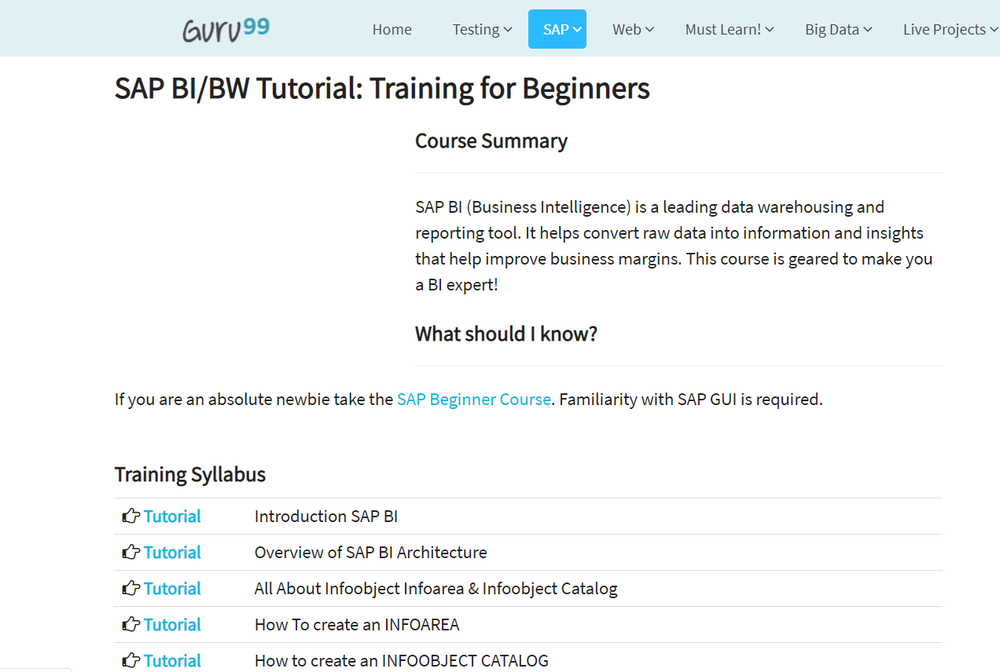 Guru99
Home Testing SAP Web Must Learn! Big Data Live Projects
SAP BI/BW Tutorial: Training for Beginners
Course Summary
SAP BI (Business Intelligence) is a leading data warehousing and
reporting tool. It helps convert raw data into information and insights
that help improve business margins. This course is geared to make you
a BI expert!
What should I know?
If you are an absolute newbie take the SAP Beginner Course. Familiarity with SAP GUI is required.
Training Syllabus
Tutorial Introduction SAP BI
Tutorial Overview of SAP BI Architecture
Tutorial All About Infoobject Infoarea & Infoobject Catalog
Tutorial How To create an INFOAREA
Tutorial How to create an INFOOBJECT CATALOG